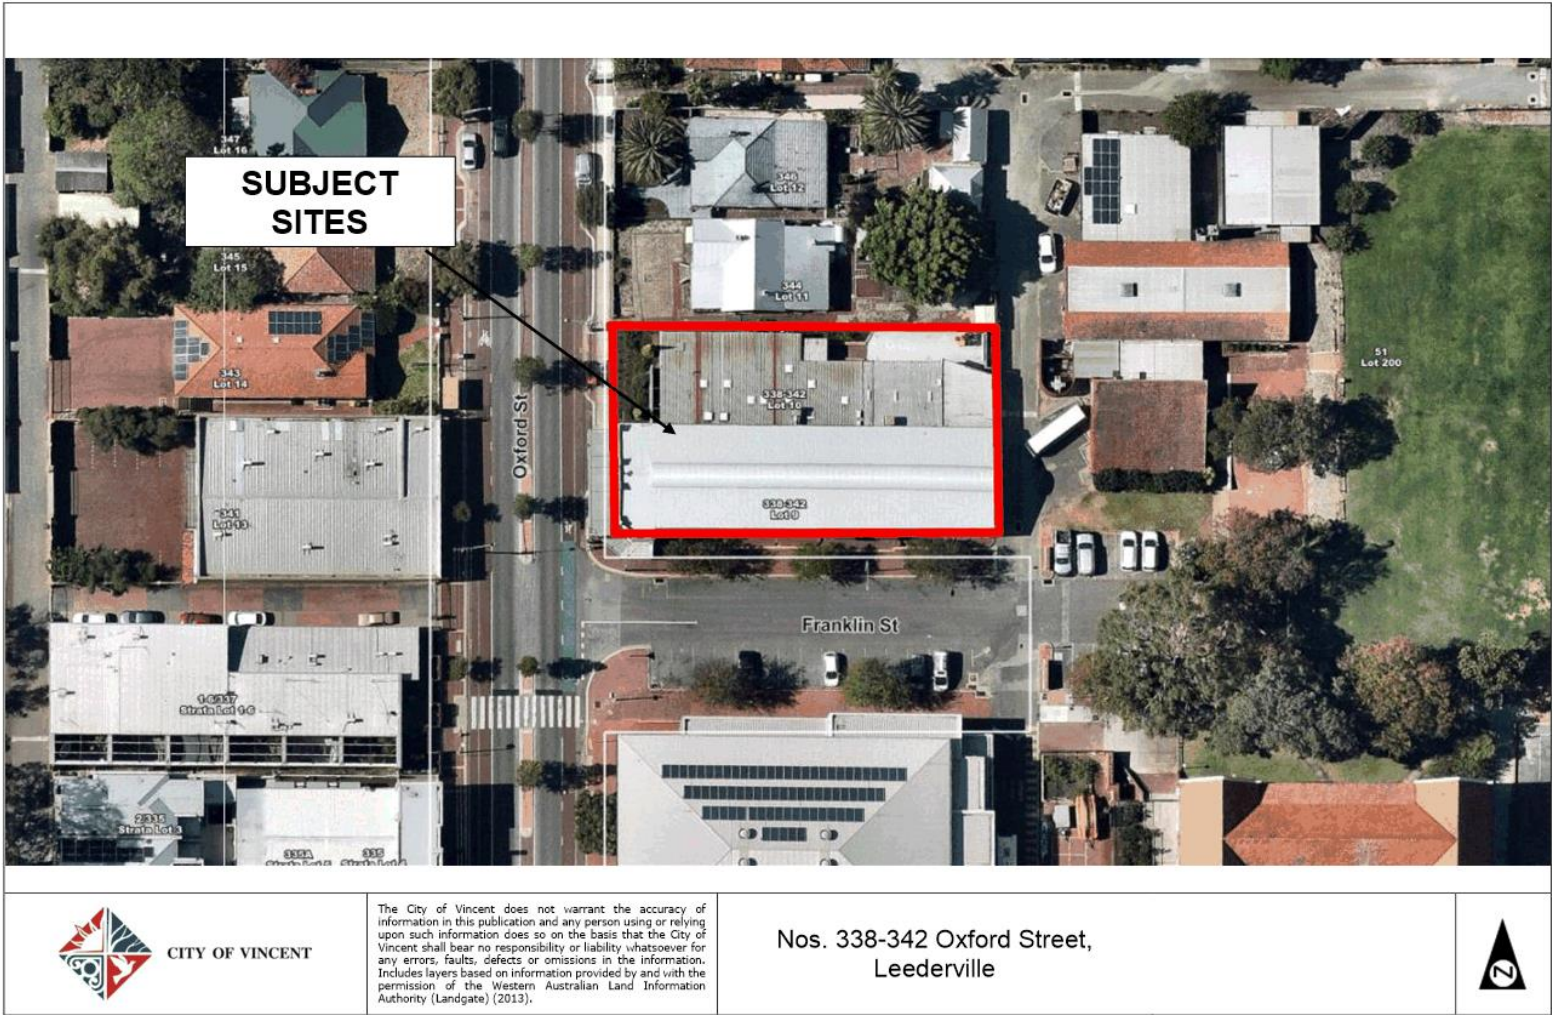 347
Lot 16
SUBJECT
SITES
346
Lot 12
345
Lot 15
344
Lot 11
51
Lot 200
343
Lot 14
338-342
Lot 10
Oxford St
338-342
Lot 9
341
Lot 13
Franklin St
1-6/337
Strata Lot 1-6
2/335
Strata Lot 3
335A
335
CITY OF VINCENT
The City of Vincent does not warrant the accuracy of
information in this publication and any person using or relying
upon such information does so on the basis that the City of
Vincent shall bear no responsibility or liability whatsoever for
any errors, faults, defects or omissions in the information.
Includes layers based on information provided by and with the
permission of the Western Australian Land Information
Authority (Landgate) (2013).
Nos. 338-342 Oxford Street,
Leederville
N